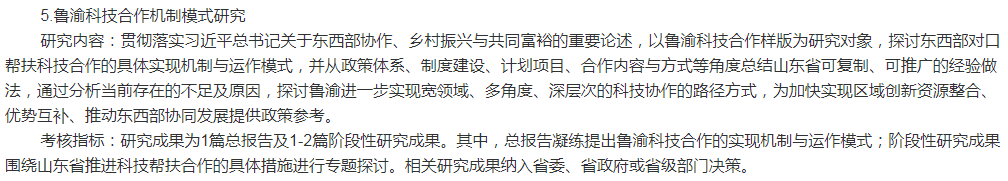 5.鲁渝科技合作机制模式研究
研究内容：贯彻落实习近平总书记关于东西部协作、乡村振兴与共同富裕的重要论述，以鲁渝科技合作样版为研究对象，探讨东西部对口
帮扶科技合作的具体实现机制与运作模式，并从政策体系、制度建设、计划项目、合作内容与方式等角度总结山东省可复制、可推广的经验做
法，通过分析当前存在的不足及原因，探讨鲁渝进一步实现宽领域、多角度、深层次的科技协作的路径方式，为加快实现区域创新资源整合、
优势互补、推动东西部协同发展提供政策参考。
考核指标：研究成果为1篇总报告及1-2篇阶段性研究成果。其中，总报告凝练提出鲁渝科技合作的实现机制与运作模式；阶段性研究成果
围绕山东省推进科技帮扶合作的具体措施进行专题探讨。相关研究成果纳入省委、省政府或省级部门决策。